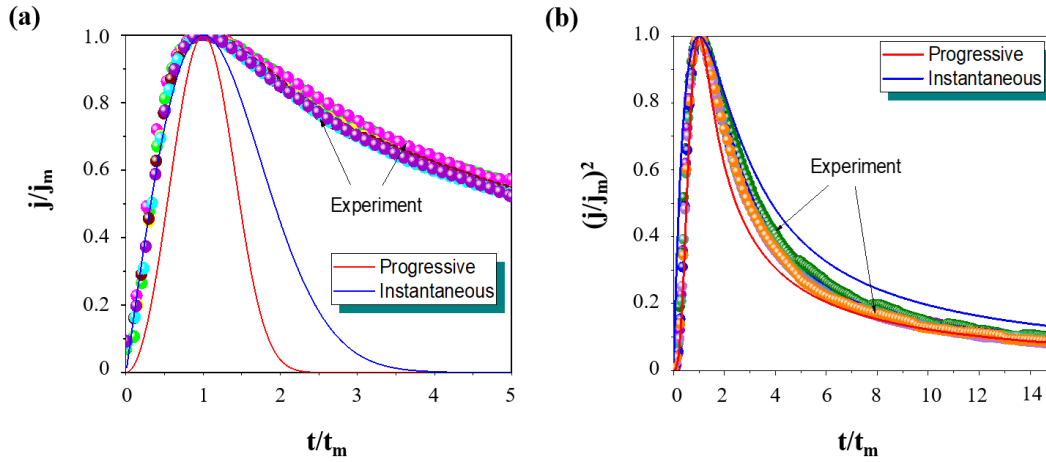 (a)
1.0
0.8
0.6
0.4
0.2
0
j/jm
Experiment
Progressive
Instantaneous
0 1 2 3 4 5
t/tm
(b)
1.0
0.8
0.6
0.4
0.2
0
(j/jm)²
Progressive
Instantaneous
Experiment
0 2 4 6 8 10 12 14
t/tm